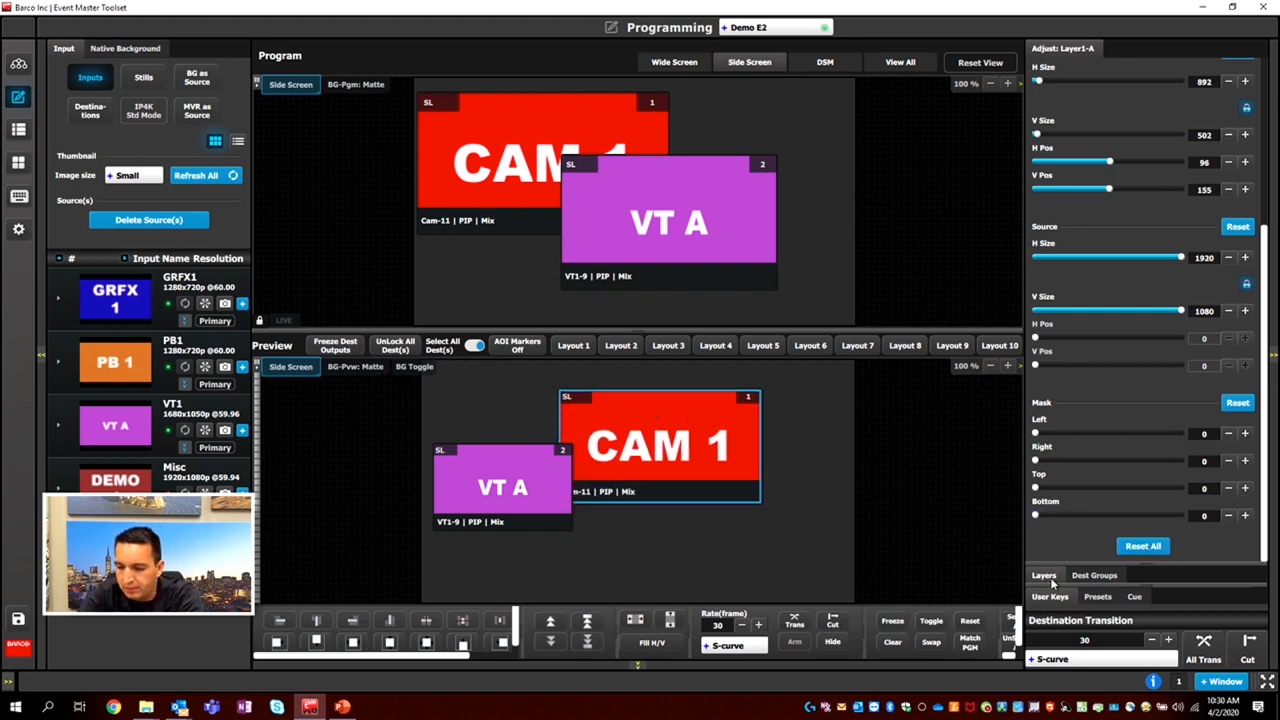 Barco Inc | Event Master Toolset
Programming
+ Demo E2
Input
Native Background
Inputs
Stills
BG as
Source
Destina-
tions
IP4K
Std Mode
MVR as
Source
Thumbnail
Image size
+ Small
Refresh All
Source(s)
Delete Source(s)
# Input Name Resolution
GRFX
1
GRFX1
1280x720p @60.00
Primary
PB 1
PB1
1280x720p @60.00
Primary
VT A
VT1
1680x1050p @59.96
Primary
DEMO
Misc
1920x1080p @59.94
BARCO
Program
Wide Screen
Side Screen
DSM
View All
Reset View
Side Screen
BG-Pgm: Matte
100 %
SL
1
CAM 1
Cam-11 | PIP | Mix
SL
2
VT A
VT1-9 | PIP | Mix
LIVE
Preview
Freeze Dest
Outputs
UnLock All
Dest(s)
Select All
Dest(s)
AOI Markers
Off
Layout 1
Layout 2
Layout 3
Layout 4
Layout 5
Layout 6
Layout 7
Layout 8
Layout 9
Layout 10
Side Screen
BG-Pvw: Matte
BG Toggle
100 %
SL
1
CAM 1
m-11 | PIP | Mix
SL
2
VT A
VT1-9 | PIP | Mix
Fill H/V
Rate(frame)
30
+ S-curve
Trans
Cut
Arm
Hide
Freeze
Toggle
Reset
Clear
Swap
Match
PGM
Adjust: Layer1-A
H Size
892
V Size
502
H Pos
96
V Pos
155
Source
Reset
H Size
1920
V Size
1080
H Pos
0
V Pos
0
Mask
Reset
Left
0
Right
0
Top
0
Bottom
0
Reset All
Layers
Dest Groups
User Keys
Presets
Cue
Destination Transition
30
+ S-curve
All Trans
Cut
1
+ Window
10:30 AM
4/2/2020